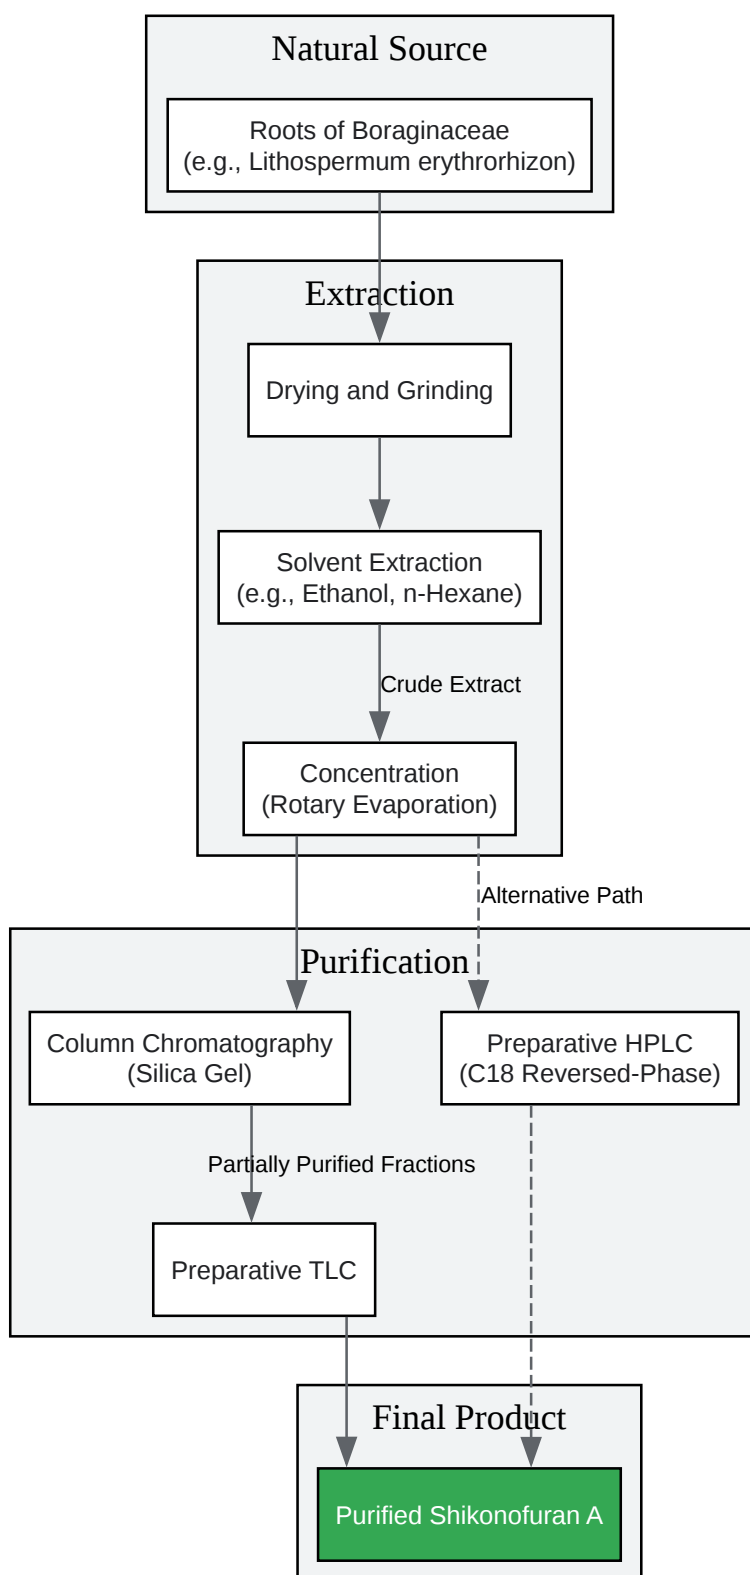 Natural Source
Roots of Boraginaceae
(e.g., Lithospermum erythrorhizon)
Extraction
Drying and Grinding
Solvent Extraction
(e.g., Ethanol, n-Hexane)
Crude Extract
Concentration
(Rotary Evaporation)
Alternative Path
Purification
Column Chromatography
(Silica Gel)
Preparative HPLC
(C18 Reversed-Phase)
Partially Purified Fractions
Preparative TLC
Final Product
Purified Shikonofuran A